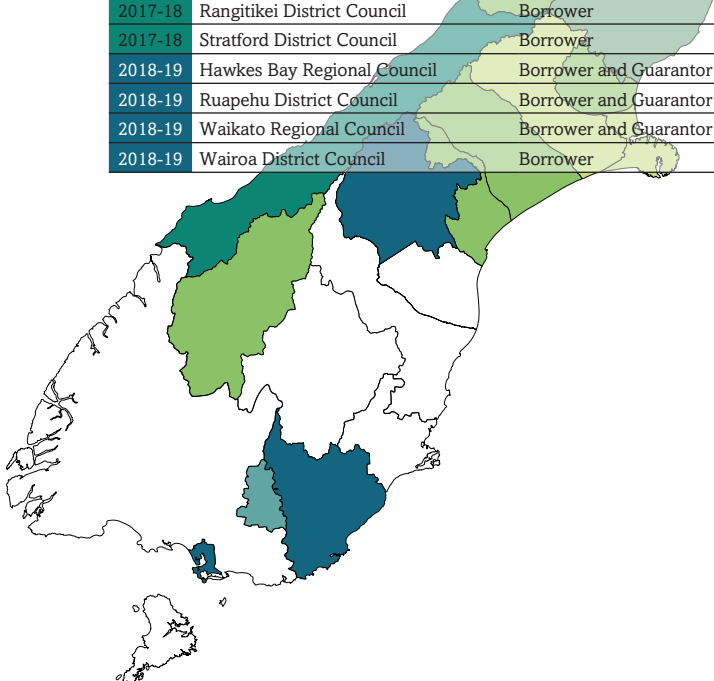 2017-18 Rangitikei District Council Borrower
2017-18 Stratford District Council Borrower
2018-19 Hawkes Bay Regional Council Borrower and Guarantor
2018-19 Ruapehu District Council Borrower and Guarantor
2018-19 Waikato Regional Council Borrower and Guarantor
2018-19 Wairoa District Council Borrower